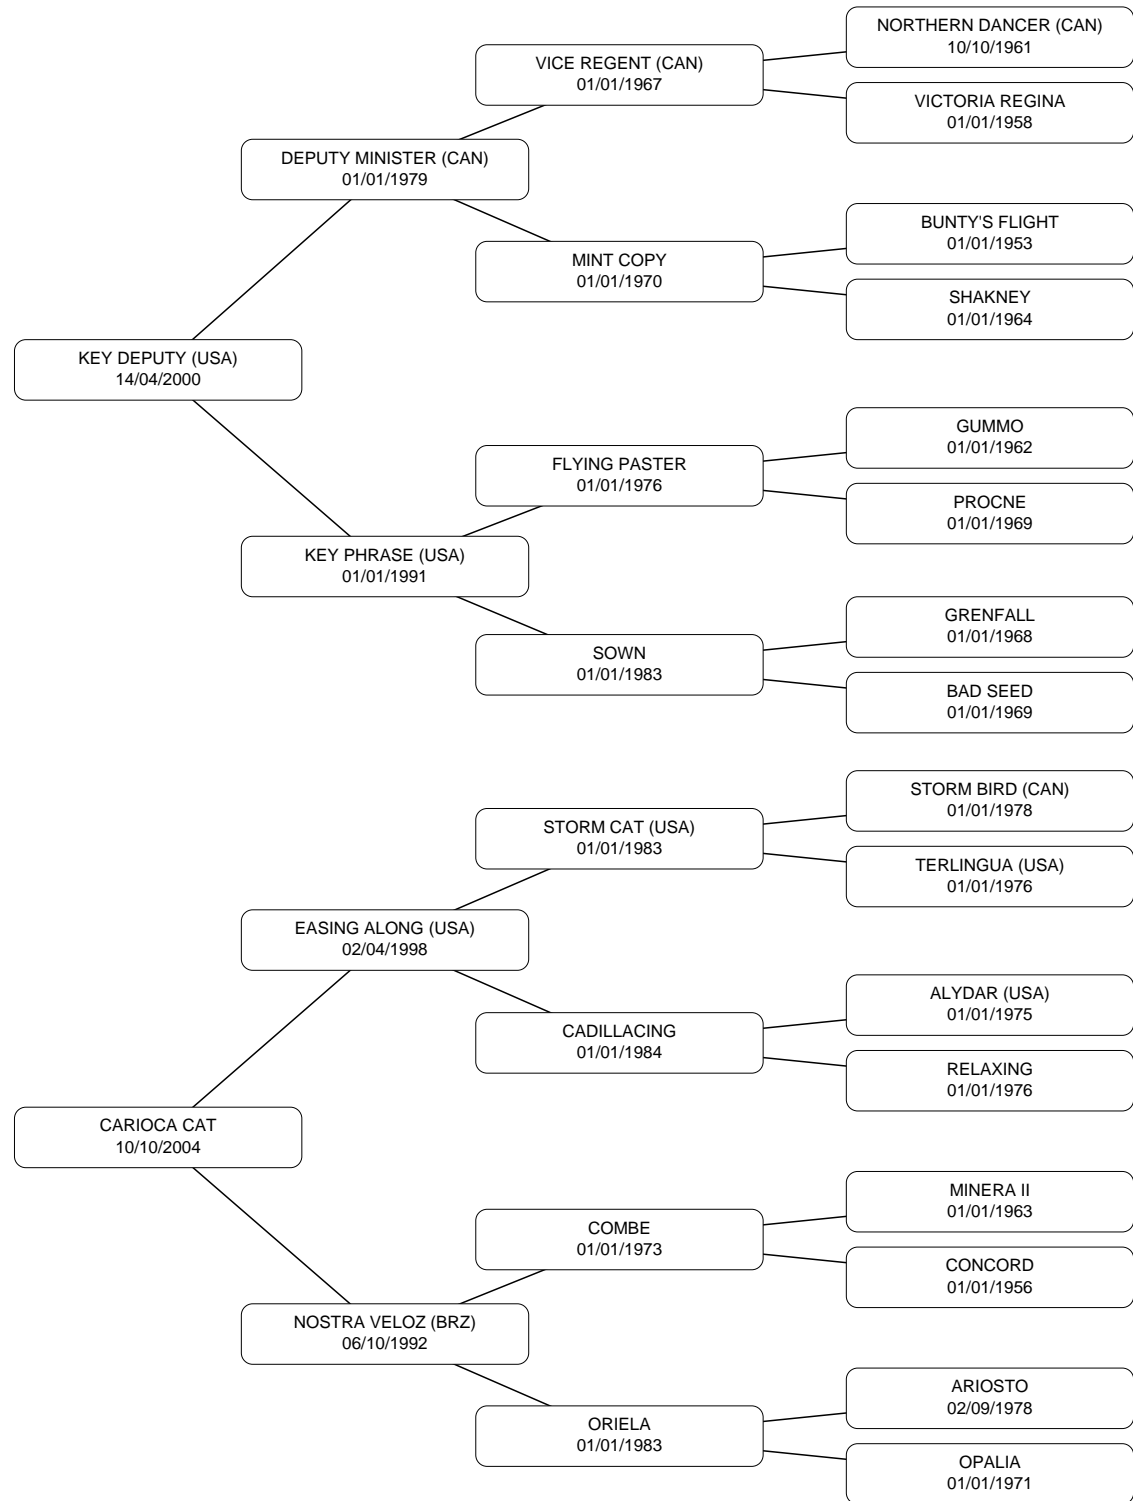 NORTHERN DANCER (CAN)
10/10/1961
VICE REGENT (CAN)
01/01/1967
VICTORIA REGINA
01/01/1958
DEPUTY MINISTER (CAN)
01/01/1979
BUNTY'S FLIGHT
01/01/1953
MINT COPY
01/01/1970
SHAKNEY
01/01/1964
KEY DEPUTY (USA)
14/04/2000
GUMMO
01/01/1962
FLYING PASTER
01/01/1976
PROCNE
01/01/1969
KEY PHRASE (USA)
01/01/1991
GRENFALL
01/01/1968
SOWN
01/01/1983
BAD SEED
01/01/1969
STORM BIRD (CAN)
01/01/1978
STORM CAT (USA)
01/01/1983
TERLINGUA (USA)
01/01/1976
EASING ALONG (USA)
02/04/1998
ALYDAR (USA)
01/01/1975
CADILLACING
01/01/1984
RELAXING
01/01/1976
CARIOCA CAT
10/10/2004
MINERA II
01/01/1963
COMBE
01/01/1973
CONCORD
01/01/1956
NOSTRA VELOZ (BRZ)
06/10/1992
ARIOSTO
02/09/1978
ORIELA
01/01/1983
OPALIA
01/01/1971